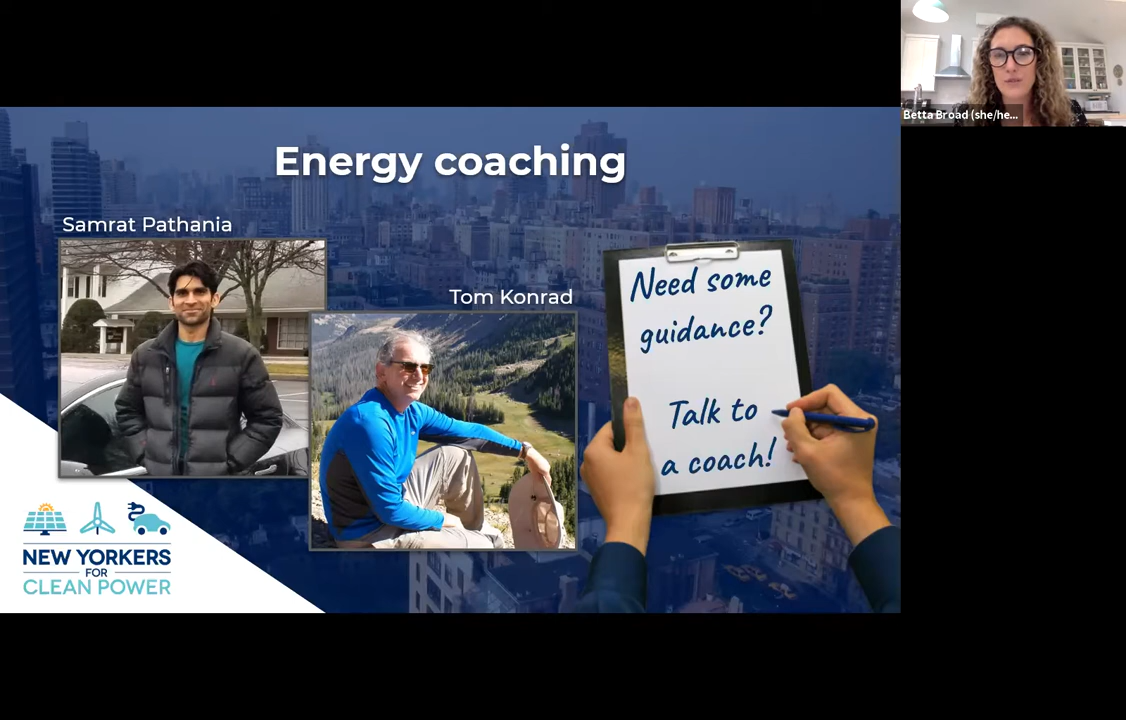 Energy coaching
Samrat Pathania
Tom Konrad
Need some
guidance?
Talk to
a coach!
NEW YORKERS
FOR
CLEAN POWER
Betta Broad (she/he...